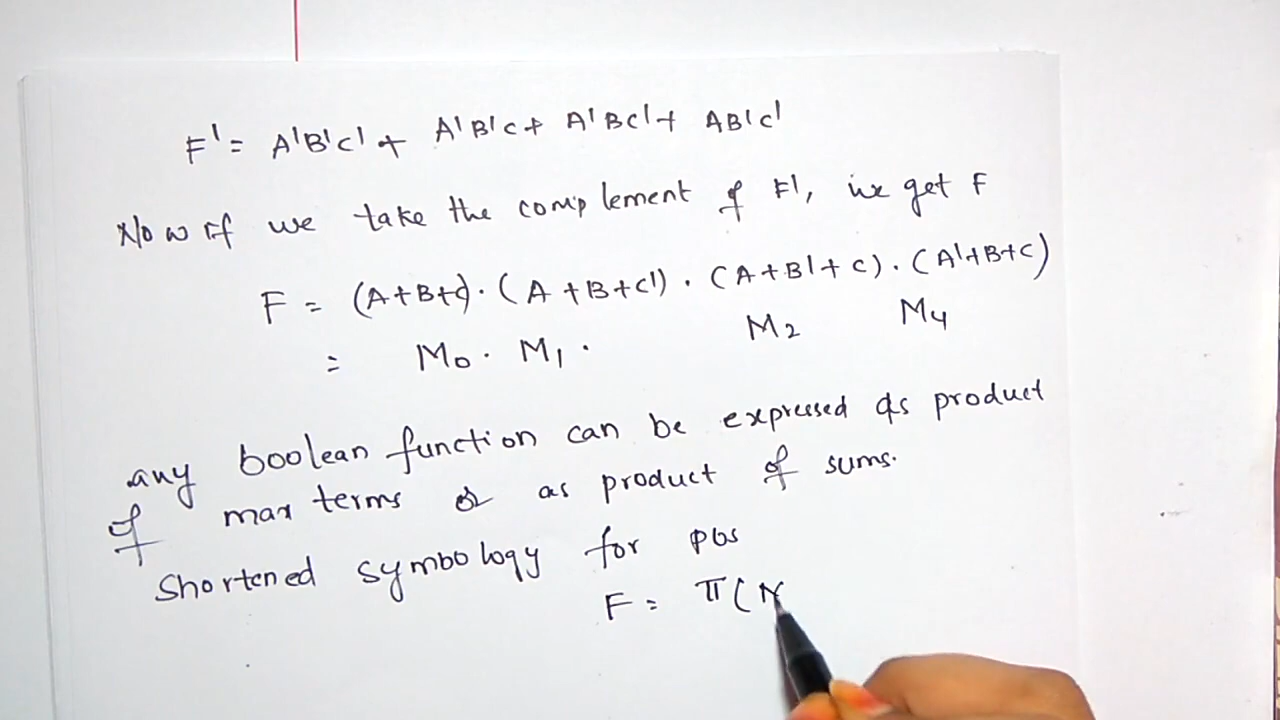 F' = A'B'C' + A'B'C + A'BC' + AB'C'
Now if we take the complement of F', we get F
F = (A+B+C) · (A+B+C') · (A+B'+C) · (A'+B+C)
= M0 · M1 · M2 M4
any boolean function can be expressed as product
of max terms or as product of sums.
Shortened symbology for POS
F = π(